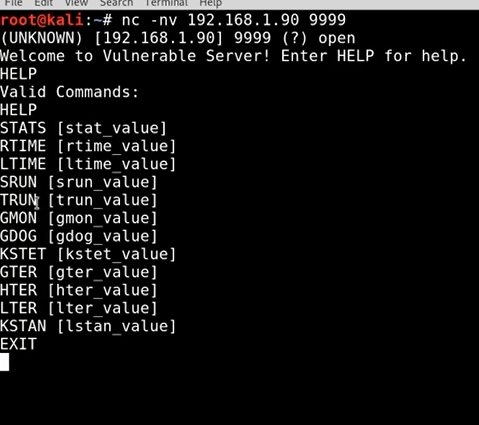 File Edit View Search Terminal Help
root@kali:~# nc -nv 192.168.1.90 9999
(UNKNOWN) [192.168.1.90] 9999 (?) open
Welcome to Vulnerable Server! Enter HELP for help.
HELP
Valid Commands:
HELP
STATS [stat_value]
RTIME [rtime_value]
LTIME [ltime_value]
SRUN [srun_value]
TRUN [trun_value]
GMON [gmon_value]
GDOG [gdog_value]
KSTET [kstet_value]
GTER [gter_value]
HTER [hter_value]
LTER [lter_value]
KSTAN [lstan_value]
EXIT